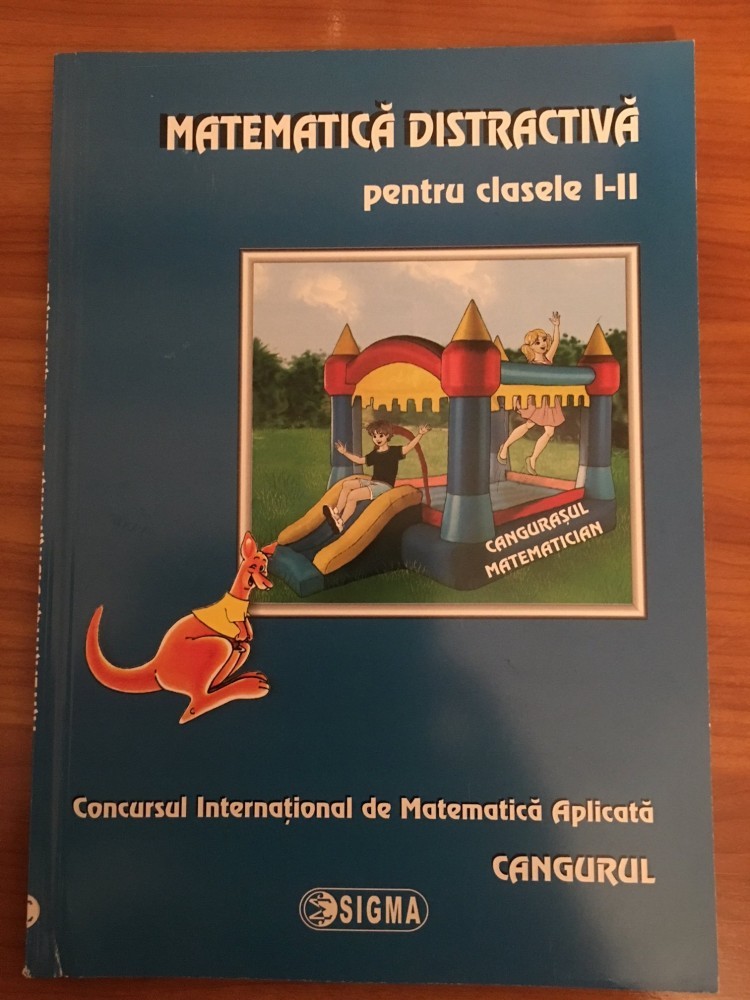 MATEMATICĂ DISTRACTIVĂ
pentru clasele I-II
CANGURAȘUL
MATEMATICIAN
Concursul Internațional de Matematică Aplicată
CANGURUL
SIGMA